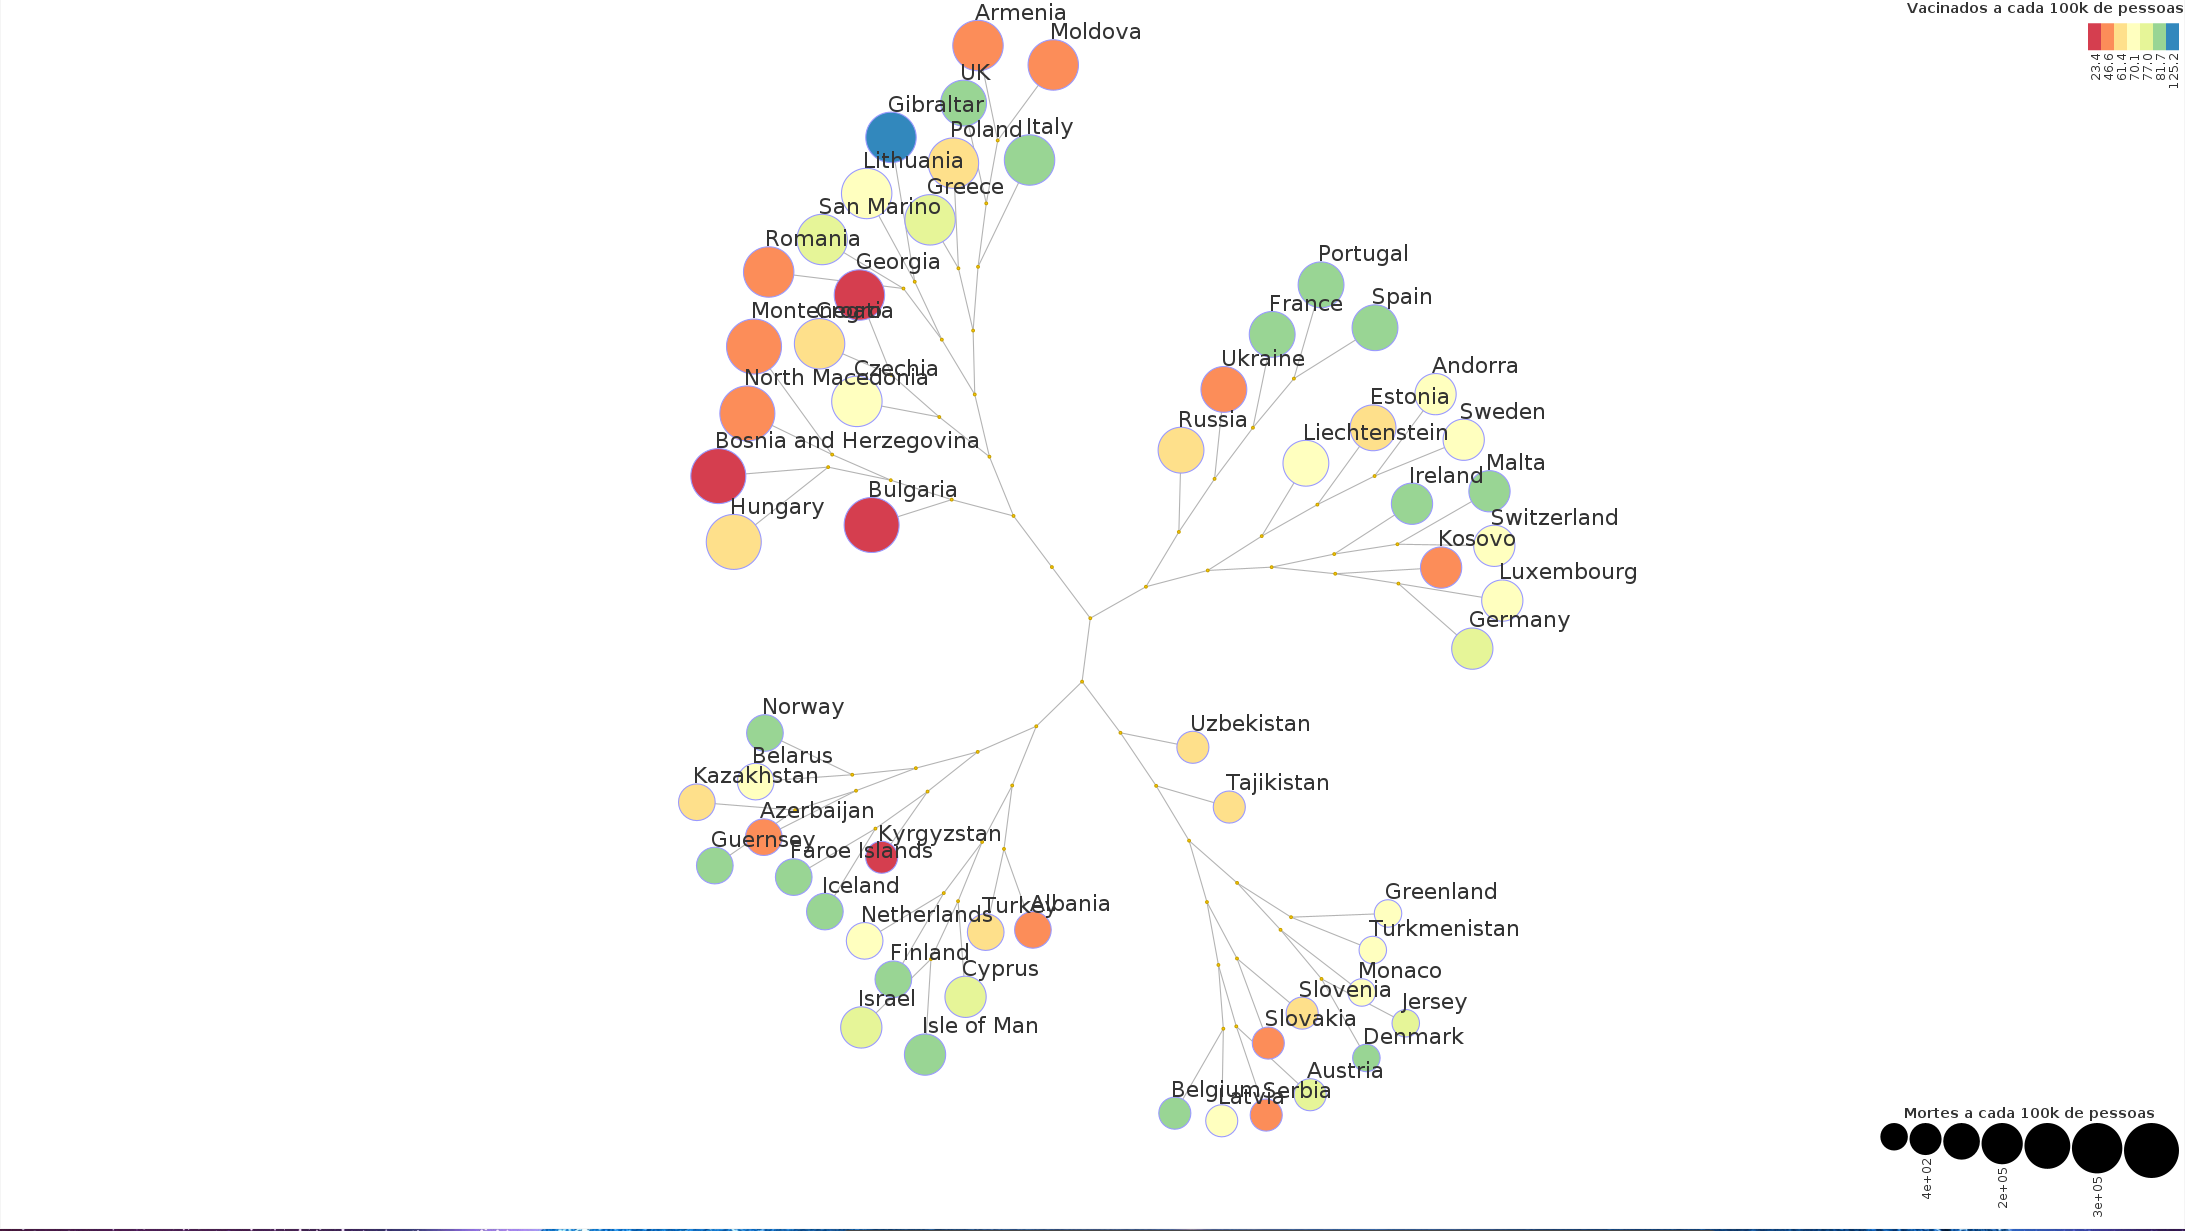 Vacinados a cada 100k de pessoas
23.4
46.6
61.4
70.1
77.0
81.7
125.2
Armenia
Moldova
UK
Gibraltar
Poland
Italy
Lithuania
Greece
San Marino
Romania
Georgia
Montenegro
Croatia
Czechia
North Macedonia
Bosnia and Herzegovina
Bulgaria
Hungary
Portugal
Spain
France
Ukraine
Andorra
Estonia
Sweden
Russia
Liechtenstein
Malta
Ireland
Switzerland
Kosovo
Luxembourg
Germany
Norway
Belarus
Kazakhstan
Azerbaijan
Guernsey
Kyrgyzstan
Faroe Islands
Iceland
Netherlands
Turkey
Albania
Finland
Cyprus
Israel
Isle of Man
Uzbekistan
Tajikistan
Greenland
Turkmenistan
Monaco
Slovenia
Jersey
Slovakia
Denmark
Austria
Belgium
Latvia
Serbia
Mortes a cada 100k de pessoas
4e+02
2e+05
3e+05